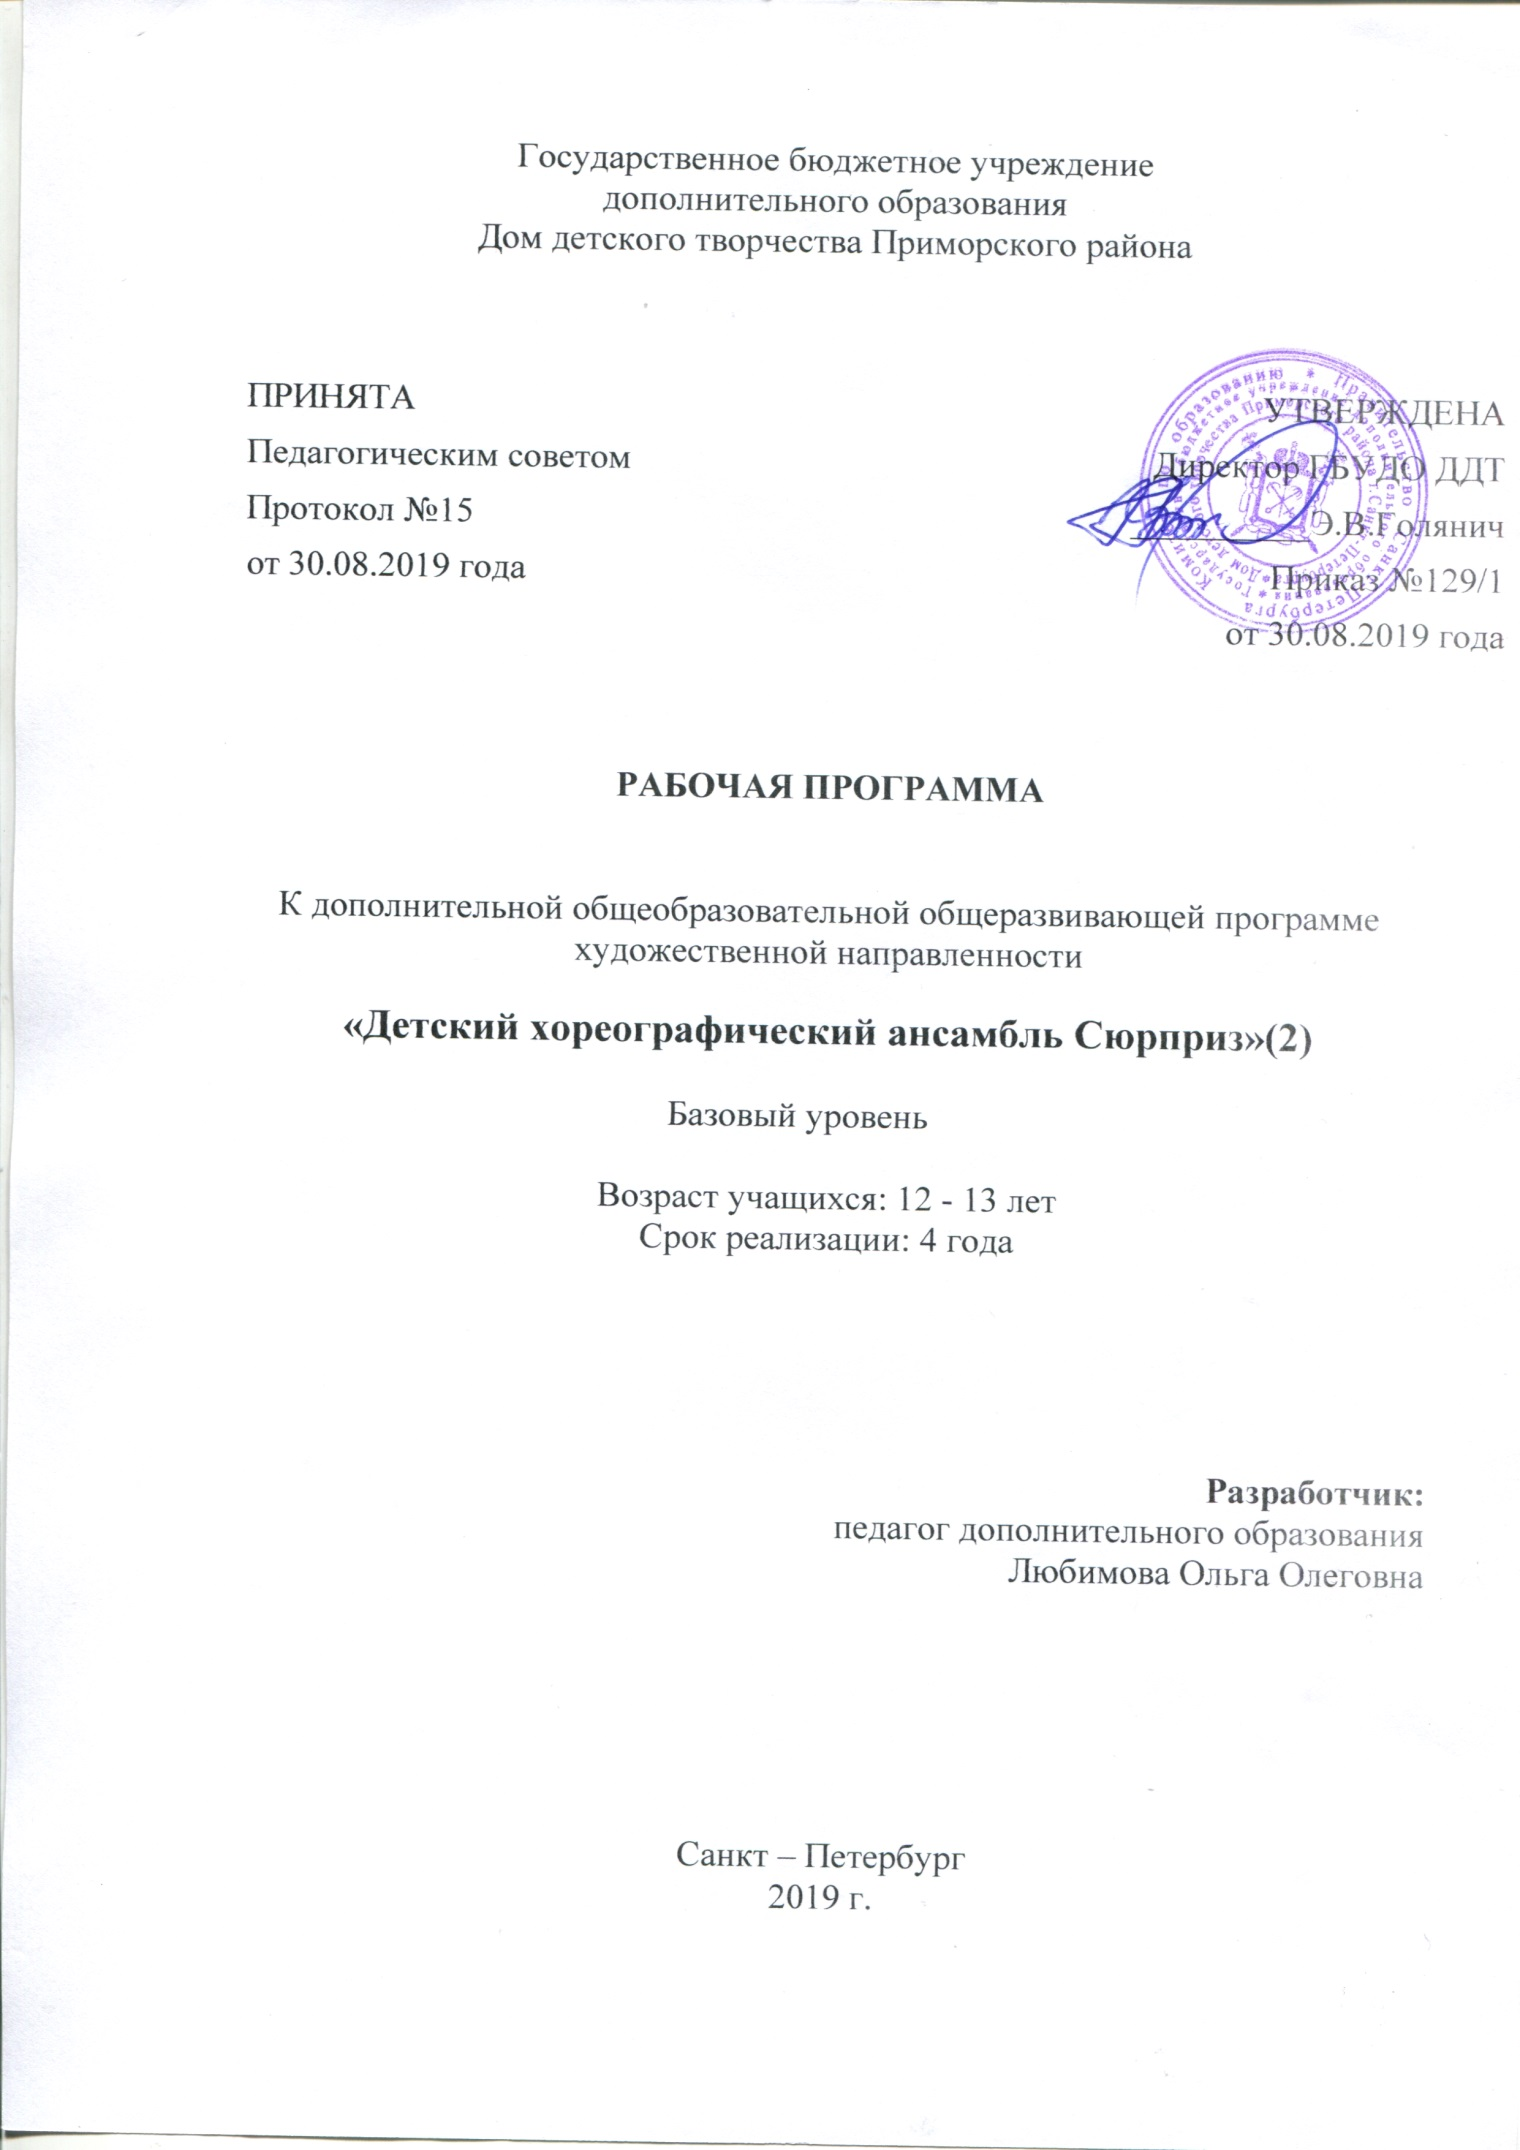 Государственное бюджетное учреждение
дополнительного образования
Дом детского творчества Приморского района
ПРИНЯТА
Педагогическим советом
Протокол №15
от 30.08.2019 года
УТВЕРЖДЕНА
Директор ГБУ ДО ДДТ
Э.В.Голянич
Приказ №129/1
от 30.08.2019 года
РАБОЧАЯ ПРОГРАММА
К дополнительной общеобразовательной общеразвивающей программе
художественной направленности
«Детский хореографический ансамбль Сюрприз»(2)
Базовый уровень
Возраст учащихся: 12 - 13 лет
Срок реализации: 4 года
Разработчик:
педагог дополнительного образования
Любимова Ольга Олеговна
Санкт – Петербург
2019 г.